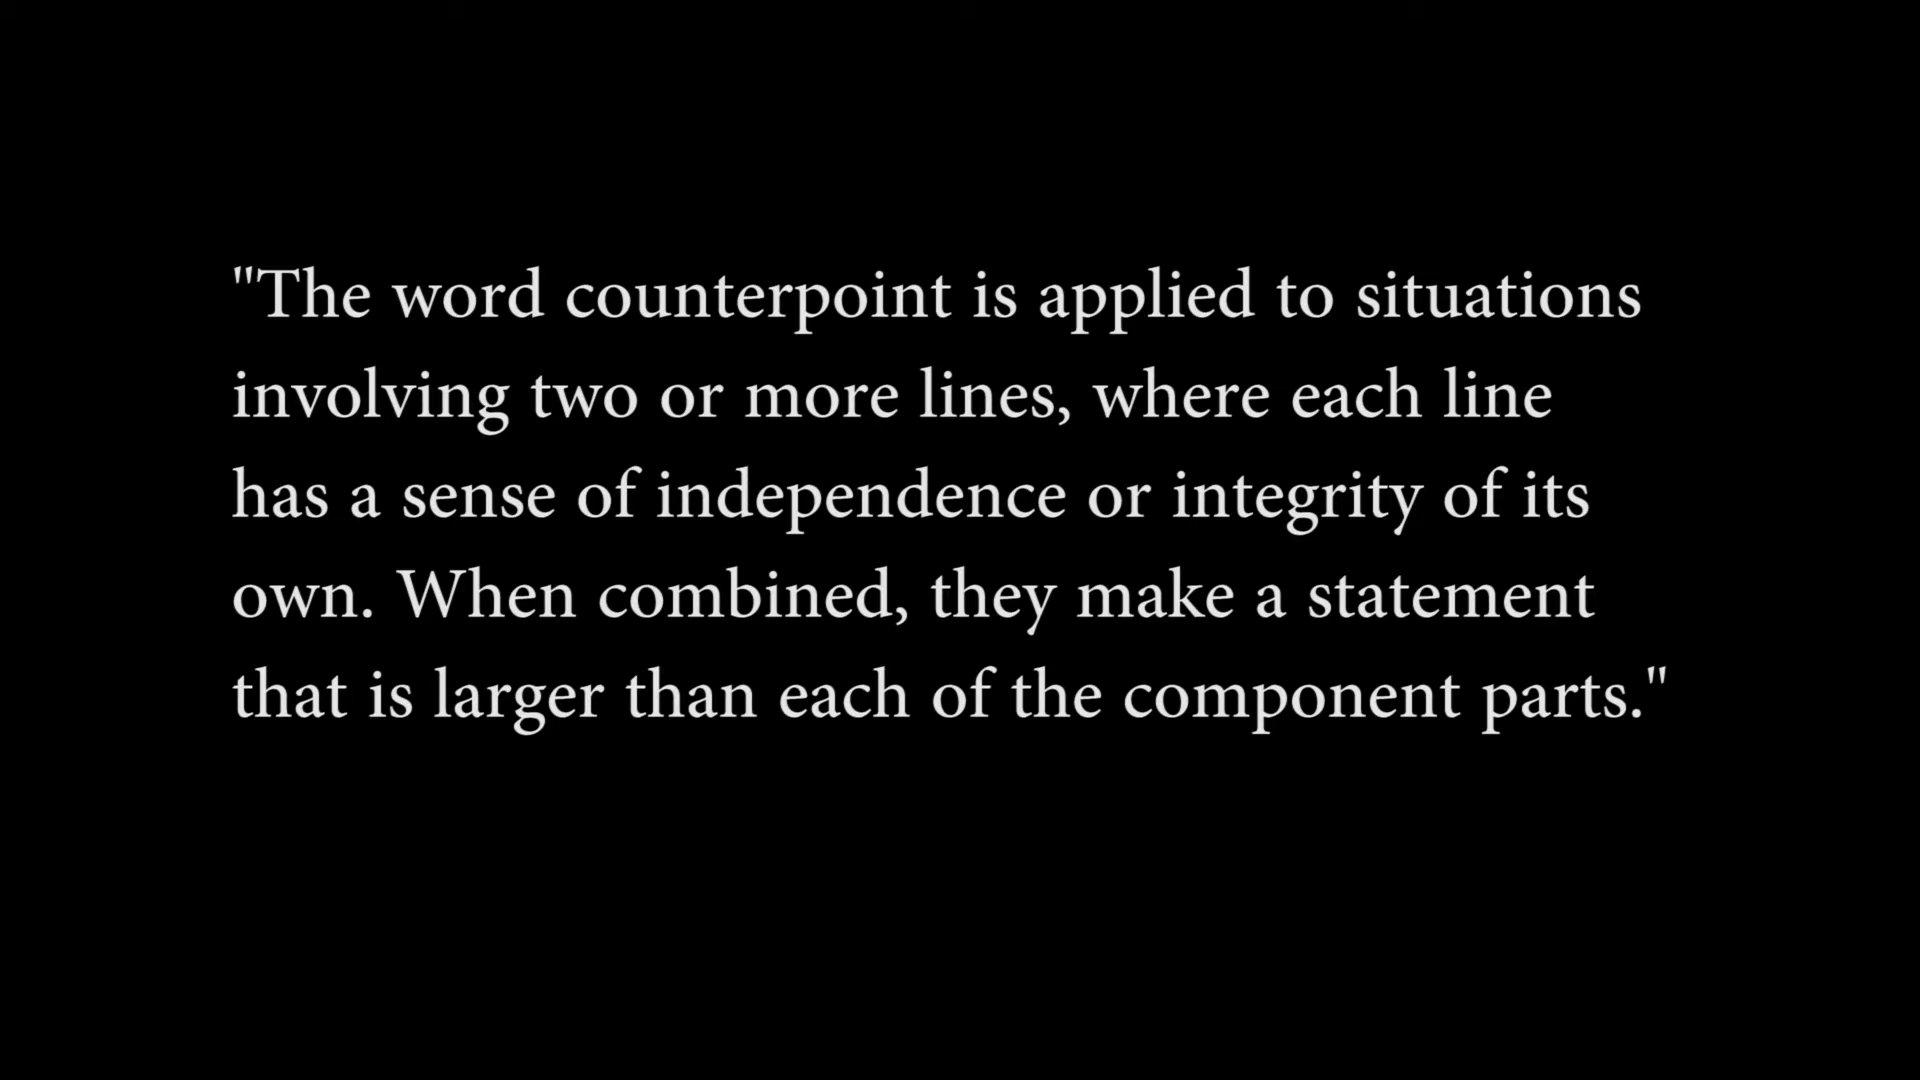 "The word counterpoint is applied to situations
involving two or more lines, where each line
has a sense of independence or integrity of its
own. When combined, they make a statement
that is larger than each of the component parts."